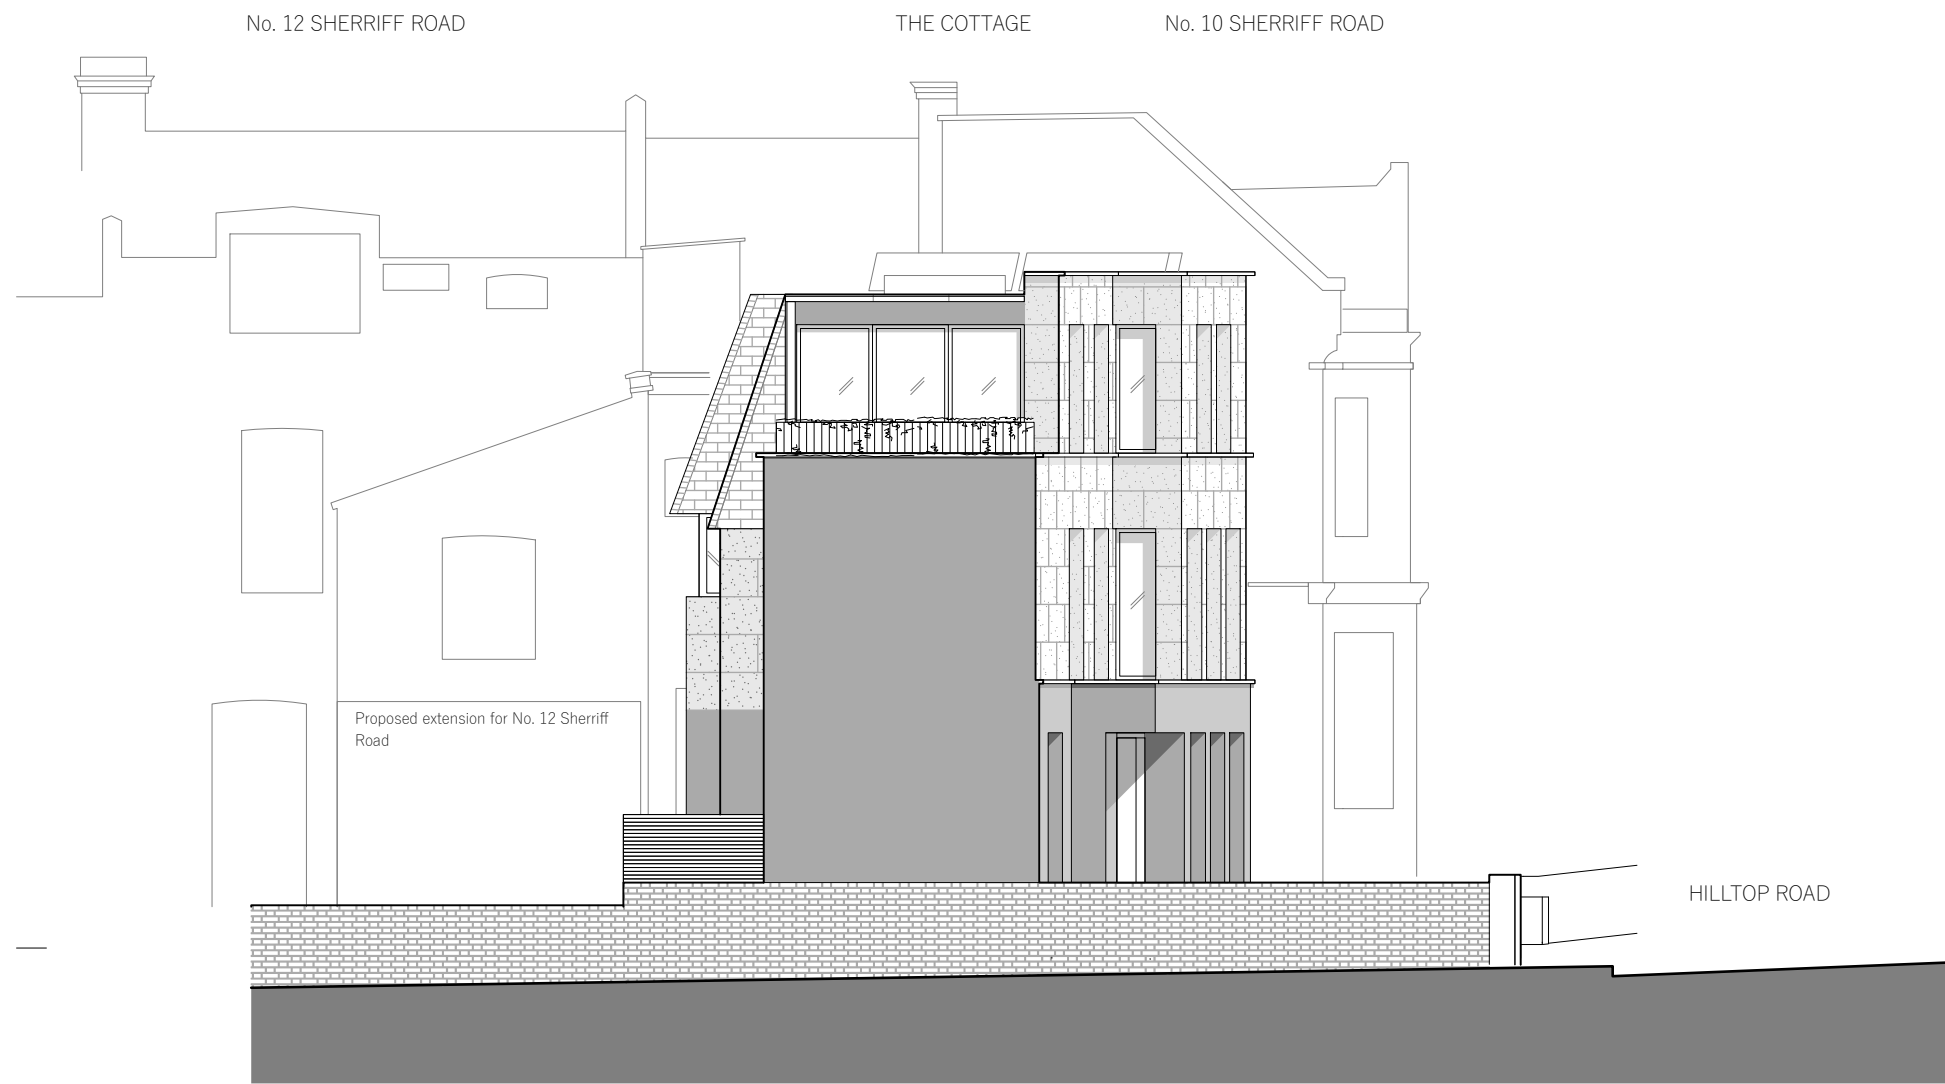 No. 12 SHERRIFF ROAD
THE COTTAGE
No. 10 SHERRIFF ROAD
Proposed extension for No. 12 Sherriff
Road
HILLTOP ROAD